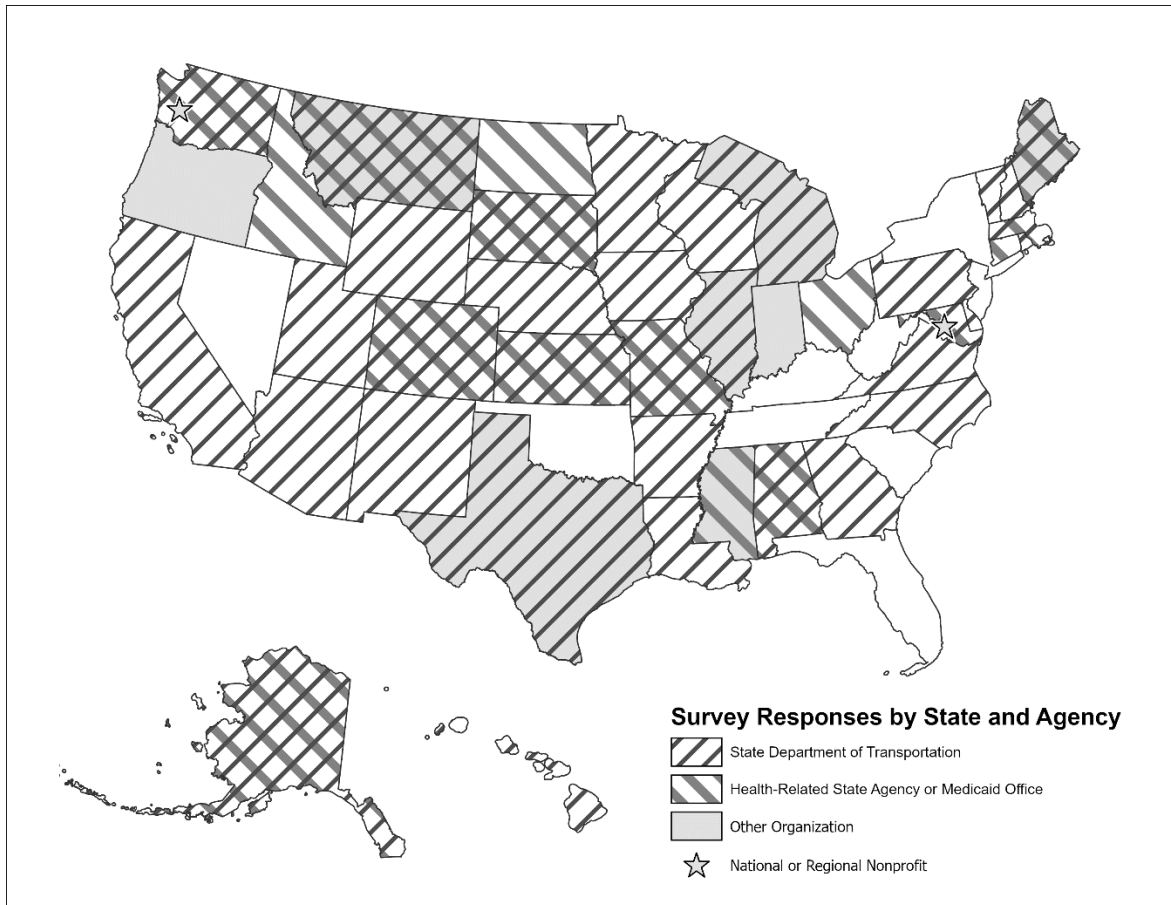 Survey Responses by State and Agency
State Department of Transportation
Health-Related State Agency or Medicaid Office
Other Organization
National or Regional Nonprofit